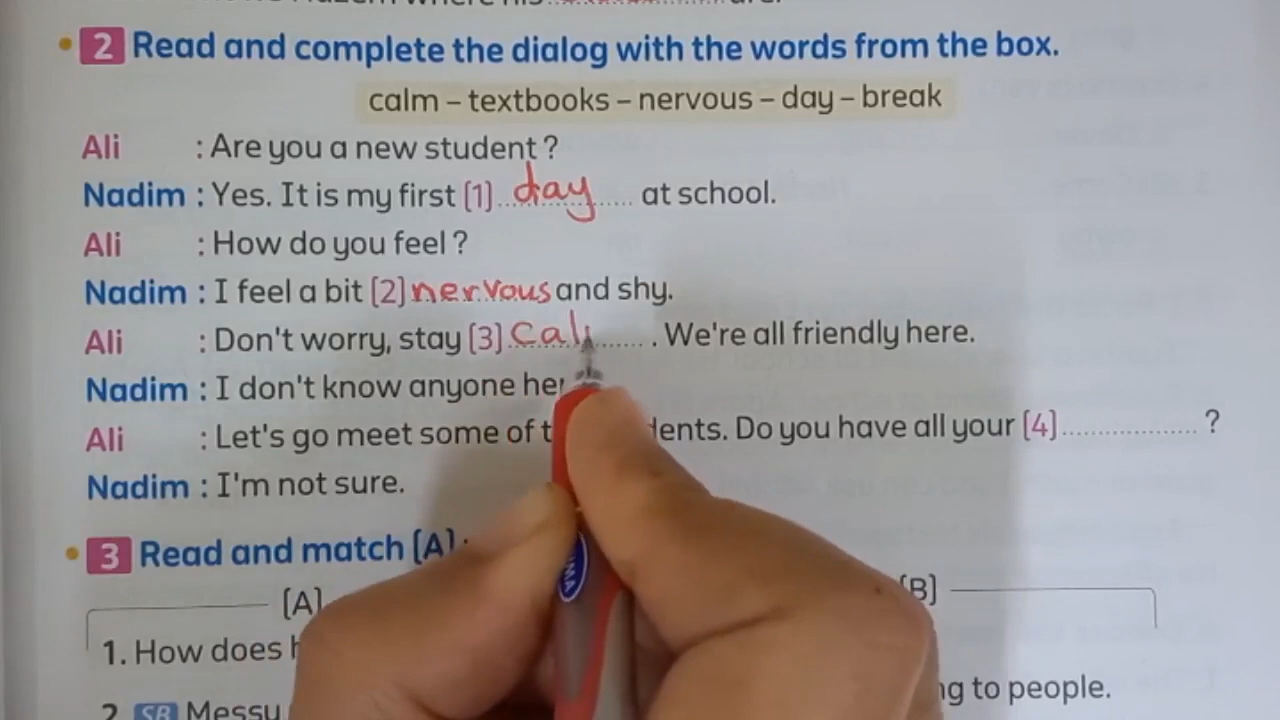 2 Read and complete the dialog with the words from the box.
calm – textbooks – nervous – day – break
Ali : Are you a new student ?
Nadim : Yes. It is my first [1] day at school.
Ali : How do you feel ?
Nadim : I feel a bit [2] nervous and shy.
Ali : Don't worry, stay [3] cal . We're all friendly here.
Nadim : I don't know anyone
Ali : Let's go meet some of Do you have all your [4] ?
Nadim : I'm not sure.
3 Read and match [A]
[A] [B]
1. How does
to people.
2. SB Messy